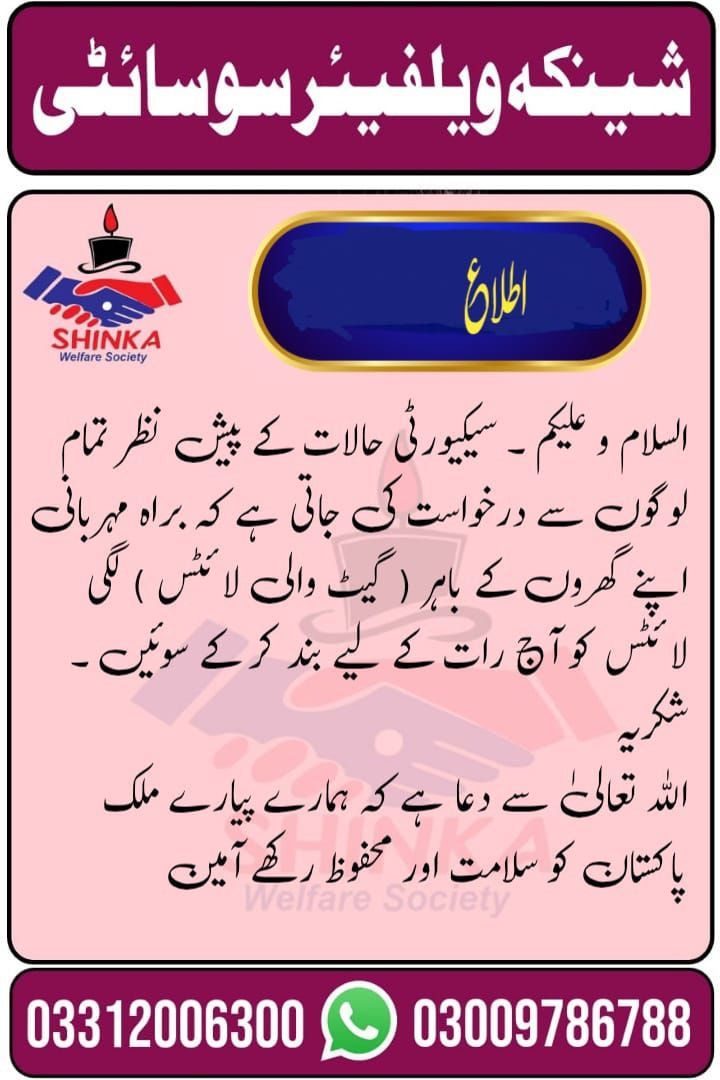 شینکہ ویلفیئر سوسائٹی
SHINKA
Welfare Society
اطلاع
السلام و علیکم ۔ سیکیورٹی حالات کے پیش نظر تمام
لوگوں سے درخواست کی جاتی ہے کہ براہ مہربانی
اپنے گھروں کے باہر ( گیٹ والی لائٹس ) لگی
لائٹس کو آج رات کے لیے بند کر کے سوئیں ۔
شکریہ
اللہ تعالیٰ سے دعا ہے کہ ہمارے پیارے ملک
پاکستان کو سلامت اور محفوظ رکھے آمین
SHINKA
Welfare Society
03312006300 03009786788